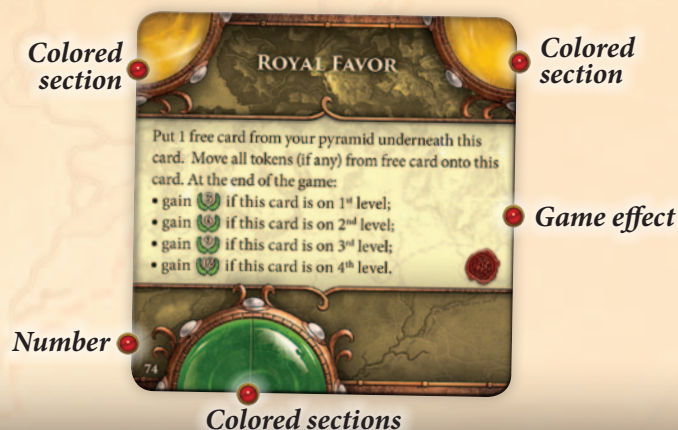 Colored
section
ROYAL FAVOR
Colored
section
Put 1 free card from your pyramid underneath this
card. Move all tokens (if any) from free card onto this
card. At the end of the game:
• gain if this card is on 1st level;
• gain if this card is on 2nd level;
• gain if this card is on 3rd level;
• gain if this card is on 4th level.
Game effect
Number
74
Colored sections